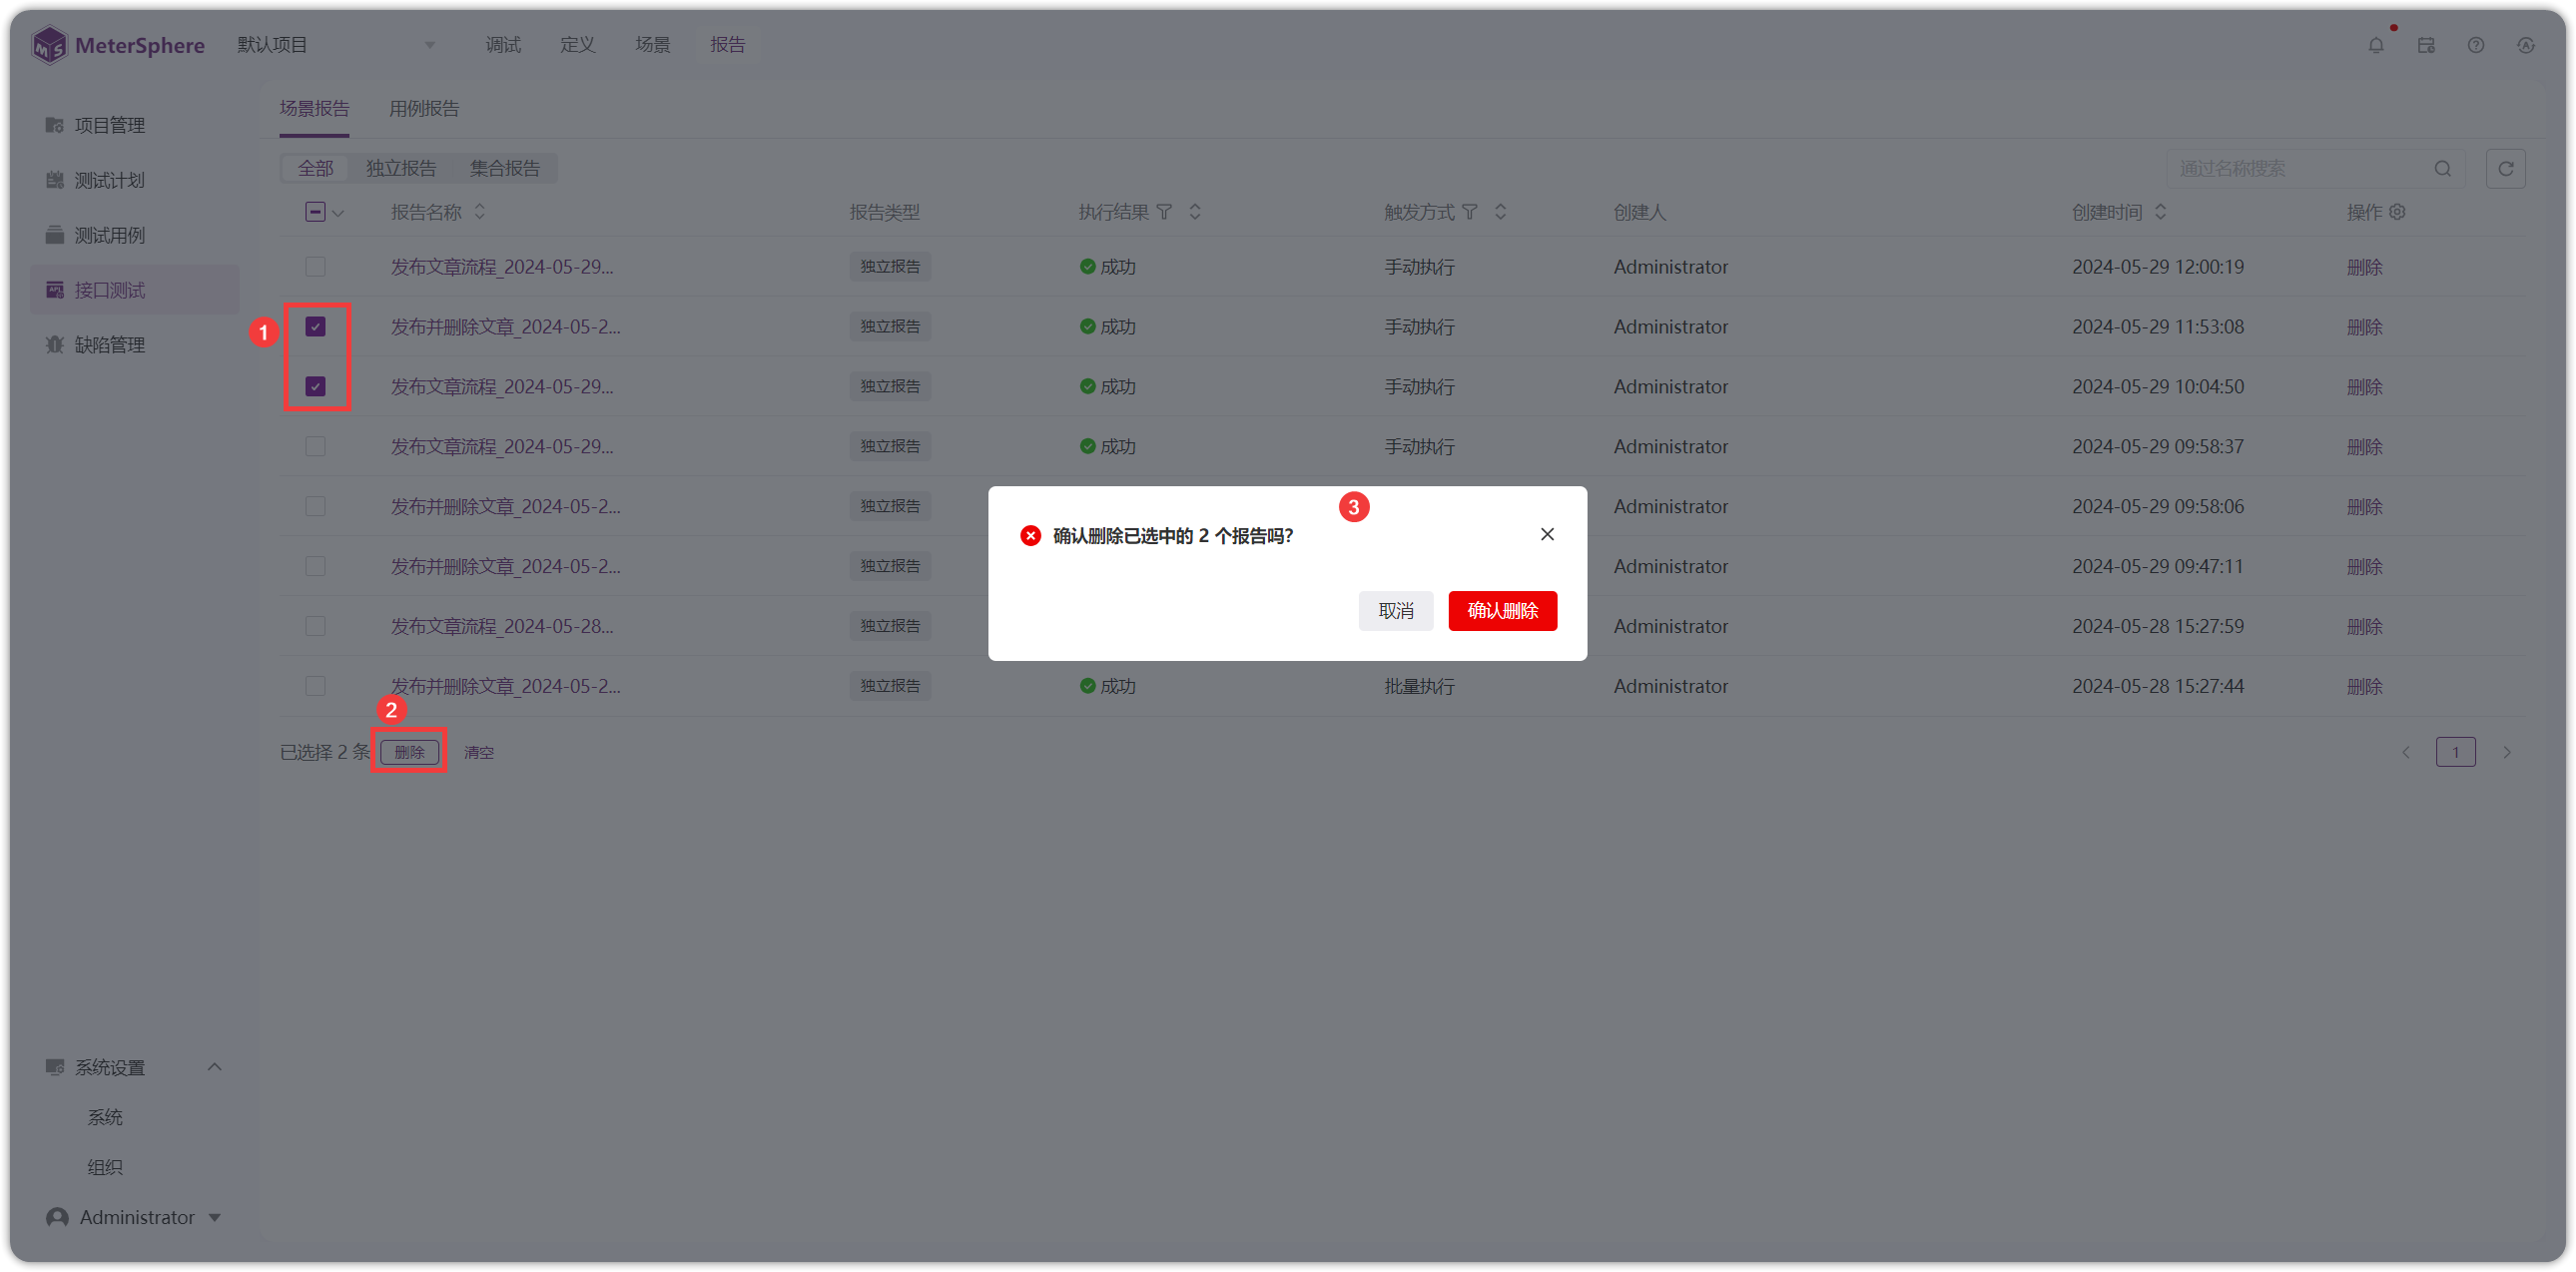 MeterSphere 默认项目 调试 定义 场景 报告
项目管理
测试计划
测试用例
接口测试
缺陷管理
场景报告 用例报告
全部 独立报告 集合报告 通过名称搜索
报告名称 报告类型 执行结果 触发方式 创建人 创建时间 操作
发布文章流程_2024-05-29... 独立报告 成功 手动执行 Administrator 2024-05-29 12:00:19 删除
1 发布并删除文章_2024-05-2... 独立报告 成功 手动执行 Administrator 2024-05-29 11:53:08 删除
发布文章流程_2024-05-29... 独立报告 成功 手动执行 Administrator 2024-05-29 10:04:50 删除
发布文章流程_2024-05-29... 独立报告 成功 手动执行 Administrator 2024-05-29 09:58:37 删除
发布并删除文章_2024-05-2... 独立报告 Administrator 2024-05-29 09:58:06 删除
发布并删除文章_2024-05-2... 独立报告 Administrator 2024-05-29 09:47:11 删除
发布文章流程_2024-05-28... 独立报告 Administrator 2024-05-28 15:27:59 删除
发布并删除文章_2024-05-2... 独立报告 成功 批量执行 Administrator 2024-05-28 15:27:44 删除
3
确认删除已选中的 2 个报告吗?
取消 确认删除
2
已选择 2 条 删除 清空 1
系统设置
系统
组织
Administrator